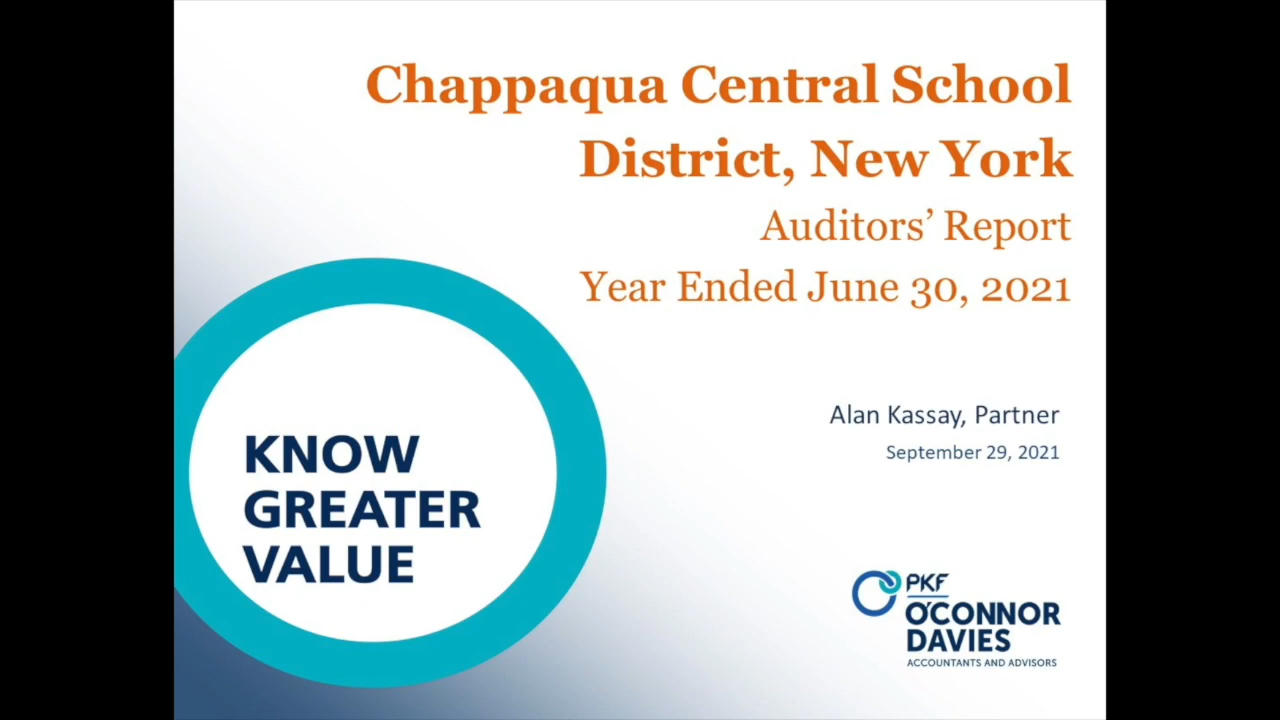 Chappaqua Central School
District, New York
Auditors’ Report
Year Ended June 30, 2021
Alan Kassay, Partner
September 29, 2021
KNOW
GREATER
VALUE
PKF
O'CONNOR
DAVIES
ACCOUNTANTS AND ADVISORS